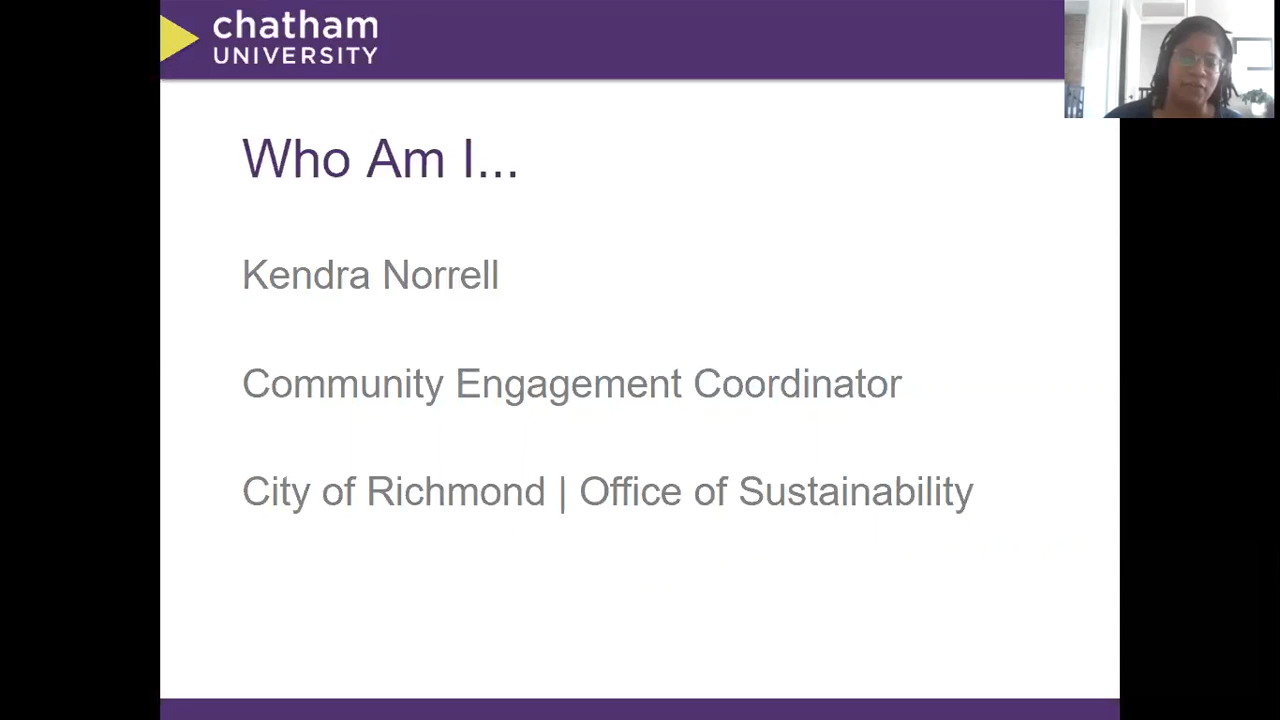 chatham
UNIVERSITY
Who Am I...
Kendra Norrell
Community Engagement Coordinator
City of Richmond | Office of Sustainability